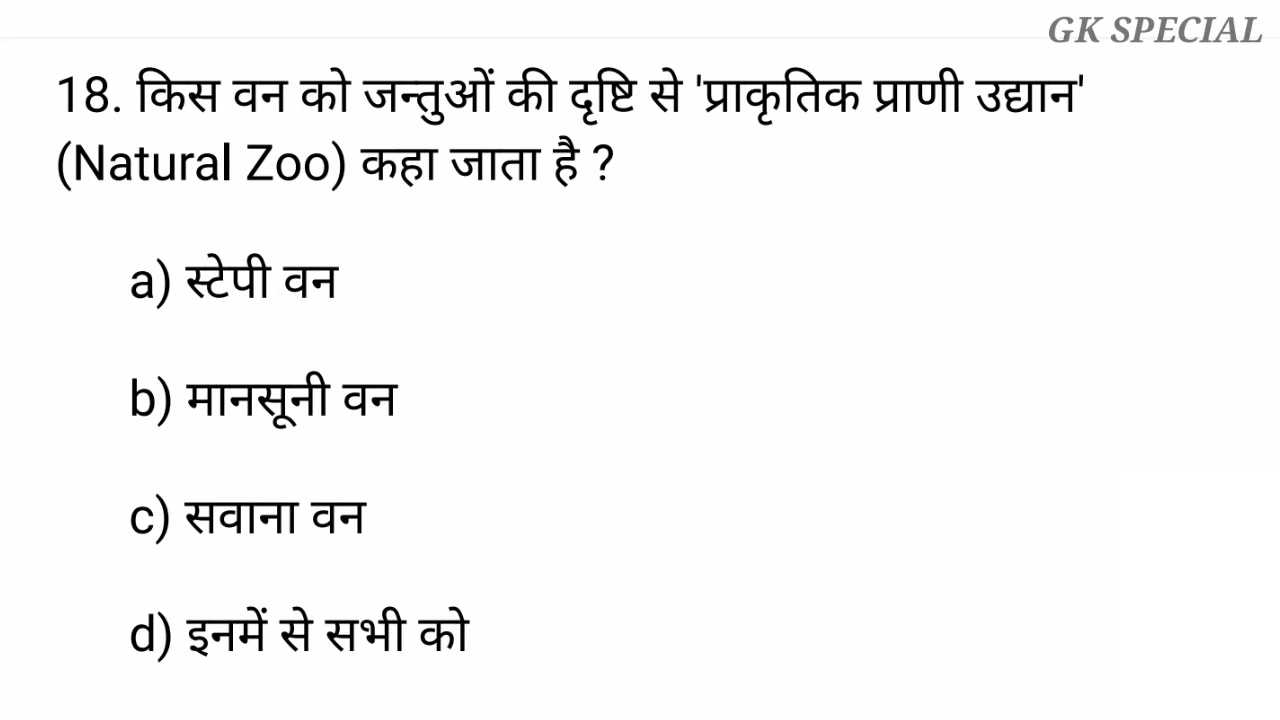 GK SPECIAL
18. किस वन को जन्तुओं की दृष्टि से 'प्राकृतिक प्राणी उद्यान'
(Natural Zoo) कहा जाता है ?
a) स्टेपी वन
b) मानसूनी वन
c) सवाना वन
d) इनमें से सभी को